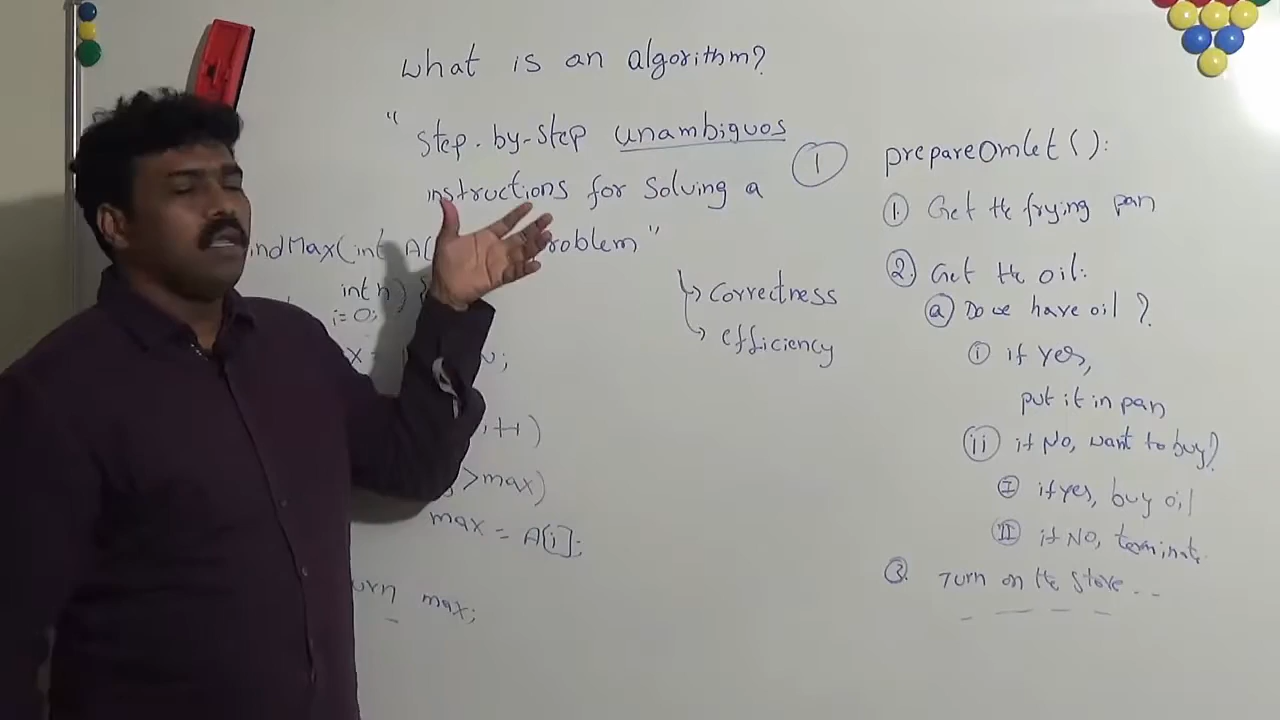 What is an algorithm?
" Step-by-step unambiguos
instructions for solving a
problem "
→ Correctness
→ efficiency
indMax(int A[
int n) {
i=0;
i++)
>max)
max = A[i];
urn max;
①
prepareOmlet():
① Get the frying pan
② Get the oil:
ⓐ Do we have oil ?
ⓘ if yes,
put it in pan
ⅱ if No, want to buy?
Ⅰ if yes, buy oil
Ⅱ if No, terminate
③ Turn on the stove...